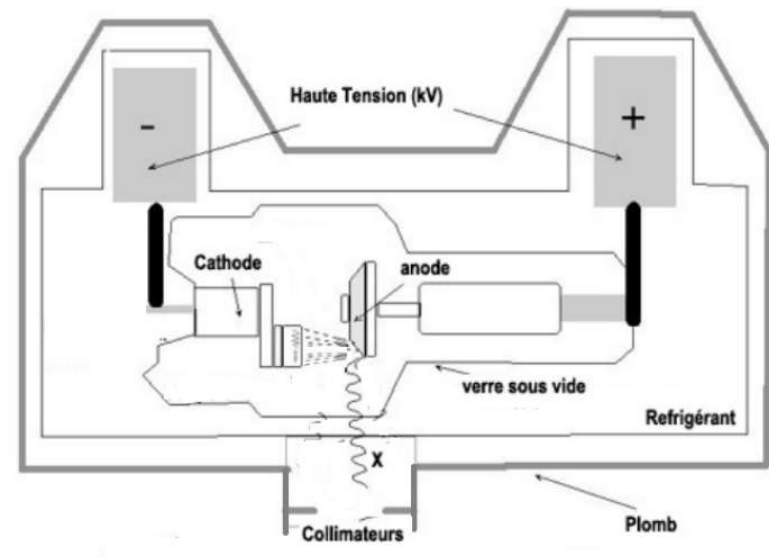 Haute Tension (kV)
-
+
Cathode
anode
verre sous vide
Refrigérant
X
Collimateurs
Plomb